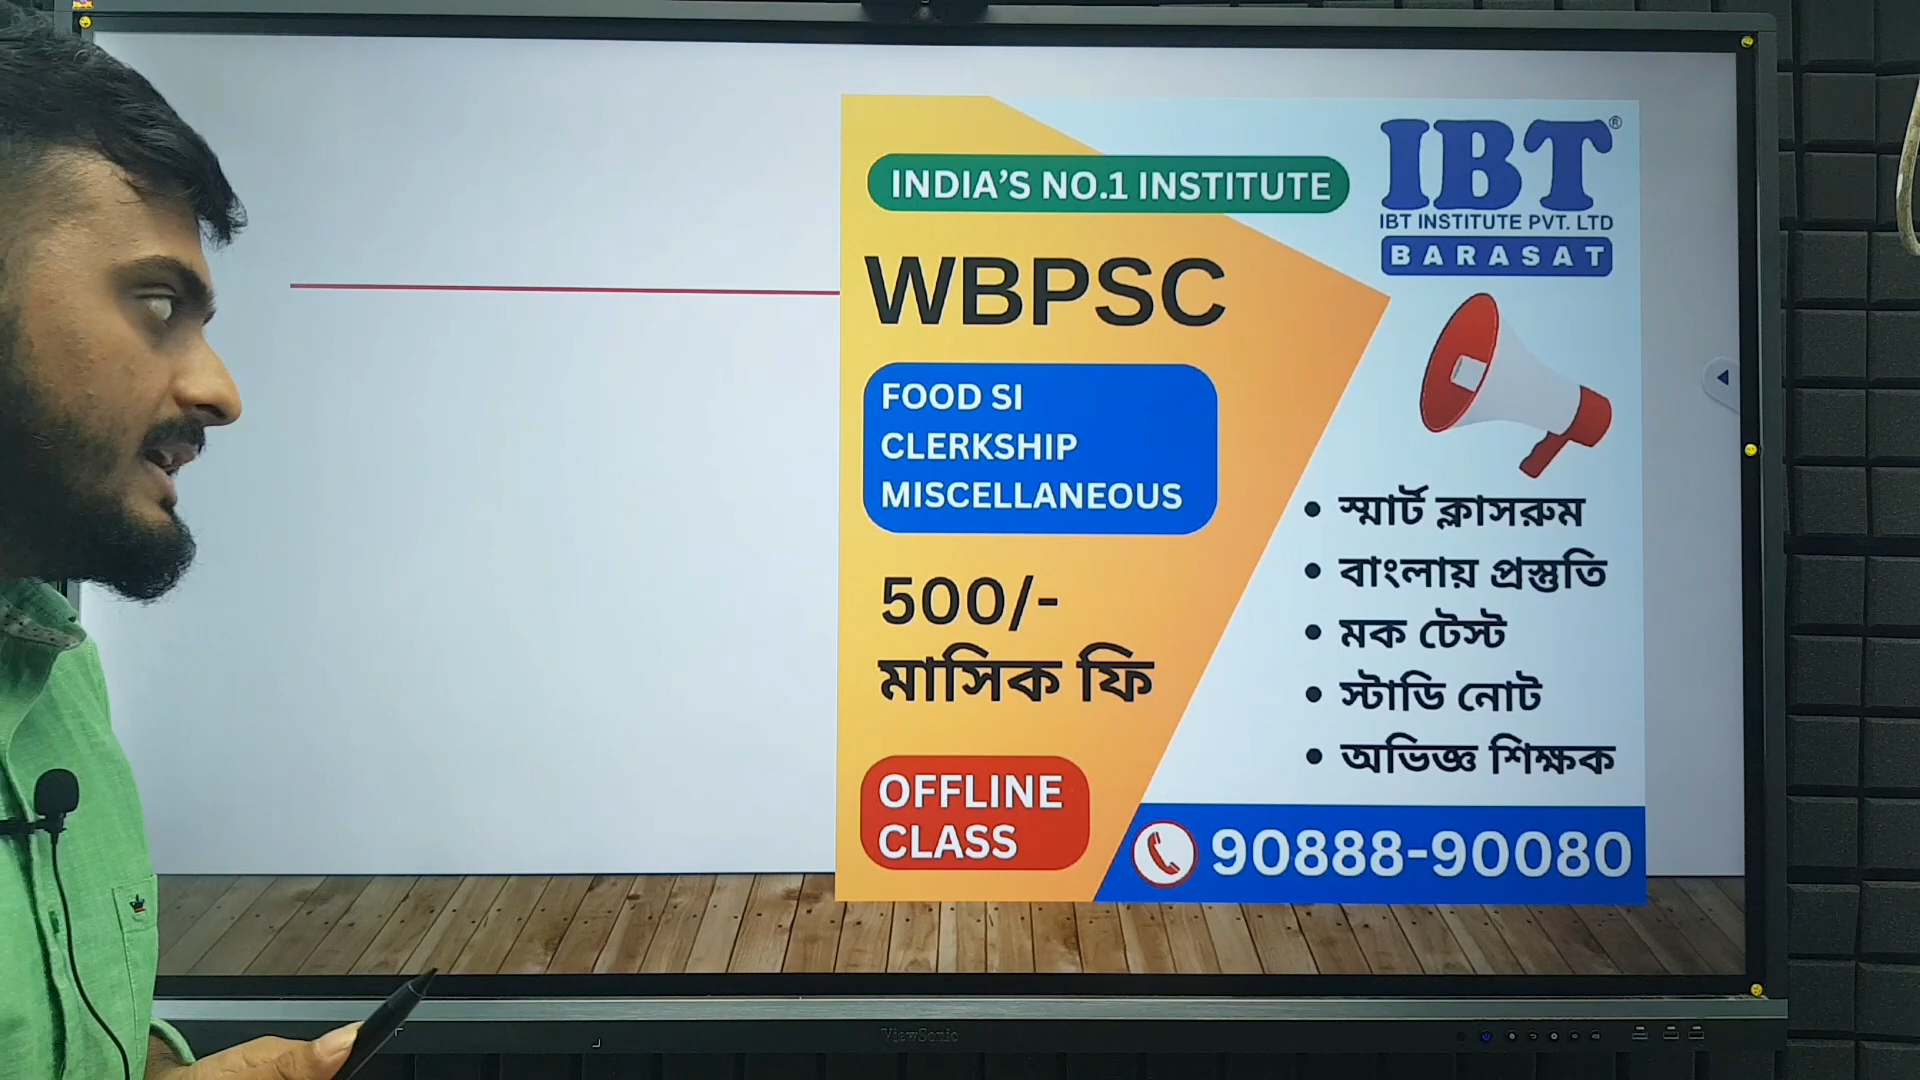 INDIA'S NO.1 INSTITUTE
IBT®
IBT INSTITUTE PVT. LTD
BARASAT
WBPSC
FOOD SI
CLERKSHIP
MISCELLANEOUS
500/-
মাসিক ফি
OFFLINE
CLASS
• স্মার্ট ক্লাসরুম
• বাংলায় প্রস্তুতি
• মক টেস্ট
• স্টাডি নোট
• অভিজ্ঞ শিক্ষক
90888-90080
ViewSonic